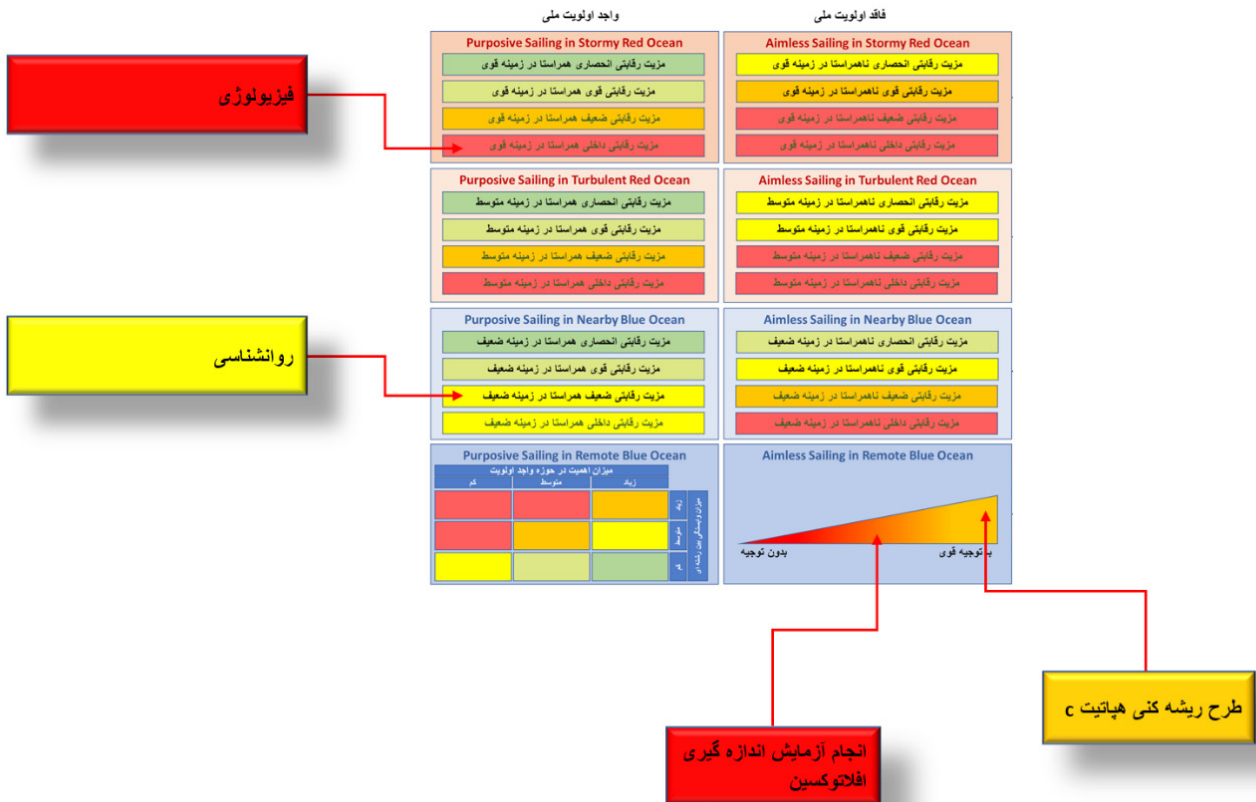 واجد اولویت ملی
فاقد اولویت ملی
Purposive Sailing in Stormy Red Ocean
مزیت رقابتی انحصاری همراستا در زمینه قوی
مزیت رقابتی قوی همراستا در زمینه قوی
مزیت رقابتی ضعیف همراستا در زمینه قوی
مزیت رقابتی داخلی همراستا در زمینه قوی
Aimless Sailing in Stormy Red Ocean
مزیت رقابتی انحصاری ناهمراستا در زمینه قوی
مزیت رقابتی قوی ناهمراستا در زمینه قوی
مزیت رقابتی ضعیف ناهمراستا در زمینه قوی
مزیت رقابتی داخلی ناهمراستا در زمینه قوی
فیزیولوژی
Purposive Sailing in Turbulent Red Ocean
مزیت رقابتی انحصاری همراستا در زمینه متوسط
مزیت رقابتی قوی همراستا در زمینه متوسط
مزیت رقابتی ضعیف همراستا در زمینه متوسط
مزیت رقابتی داخلی همراستا در زمینه متوسط
Aimless Sailing in Turbulent Red Ocean
مزیت رقابتی انحصاری ناهمراستا در زمینه متوسط
مزیت رقابتی قوی ناهمراستا در زمینه متوسط
مزیت رقابتی ضعیف ناهمراستا در زمینه متوسط
مزیت رقابتی داخلی ناهمراستا در زمینه متوسط
Purposive Sailing in Nearby Blue Ocean
مزیت رقابتی انحصاری همراستا در زمینه ضعیف
مزیت رقابتی قوی همراستا در زمینه ضعیف
مزیت رقابتی ضعیف همراستا در زمینه ضعیف
مزیت رقابتی داخلی همراستا در زمینه ضعیف
Aimless Sailing in Nearby Blue Ocean
مزیت رقابتی انحصاری ناهمراستا در زمینه ضعیف
مزیت رقابتی قوی ناهمراستا در زمینه ضعیف
مزیت رقابتی ضعیف ناهمراستا در زمینه ضعیف
مزیت رقابتی داخلی ناهمراستا در زمینه ضعیف
روانشناسی
Purposive Sailing in Remote Blue Ocean
میزان اهمیت در حوزه واجد اولویت
زیاد
متوسط
کم
میزان وابستگی بین رشته ای
زیاد
متوسط
کم
Aimless Sailing in Remote Blue Ocean
با توجیه قوی
بدون توجیه
طرح ریشه کنی هپاتیت c
انجام آزمایش اندازه گیری
افلاتوکسین